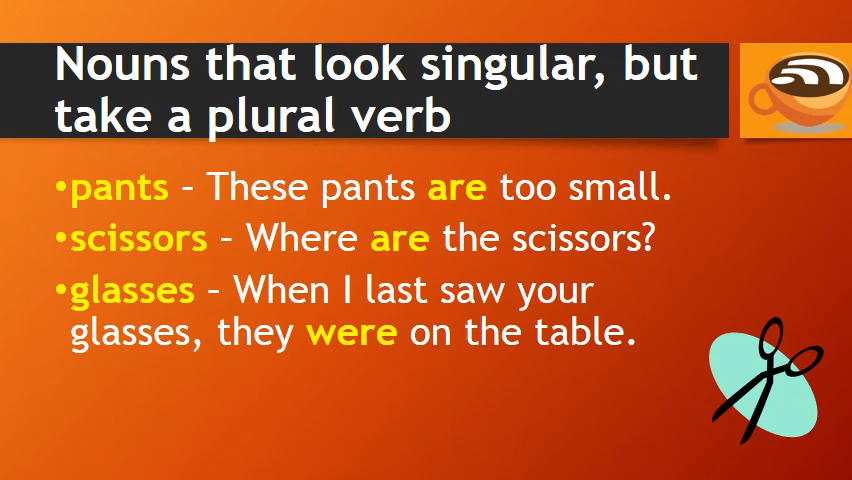 Nouns that look singular, but
take a plural verb
•pants – These pants are too small.
•scissors – Where are the scissors?
•glasses – When I last saw your
glasses, they were on the table.